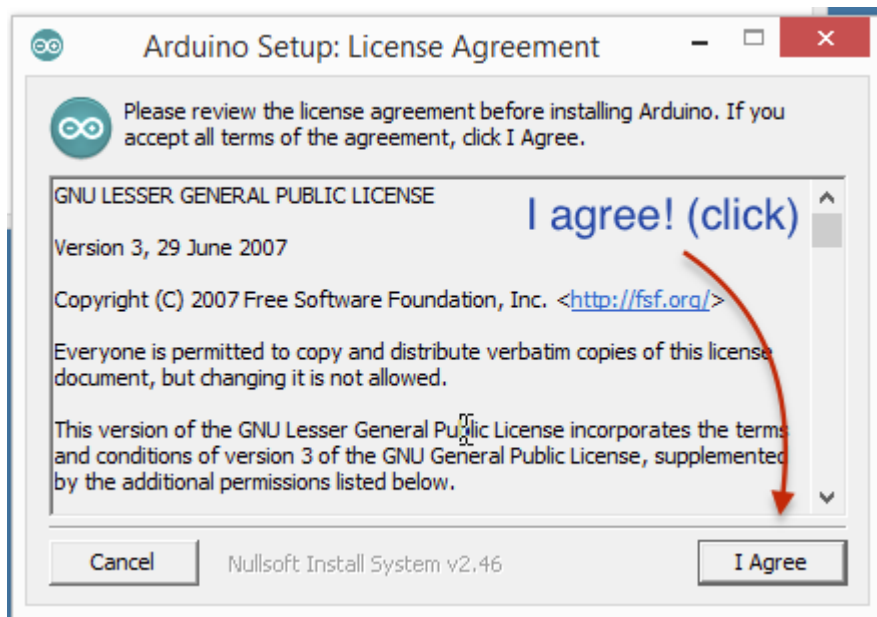 Arduino Setup: License Agreement
Please review the license agreement before installing Arduino. If you
accept all terms of the agreement, click I Agree.
GNU LESSER GENERAL PUBLIC LICENSE
I agree! (click)
Version 3, 29 June 2007
Copyright (C) 2007 Free Software Foundation, Inc. <http://fsf.org/>
Everyone is permitted to copy and distribute verbatim copies of this license
document, but changing it is not allowed.
This version of the GNU Lesser General Public License incorporates the terms
and conditions of version 3 of the GNU General Public License, supplemented
by the additional permissions listed below.
Cancel
Nullsoft Install System v2.46
I Agree